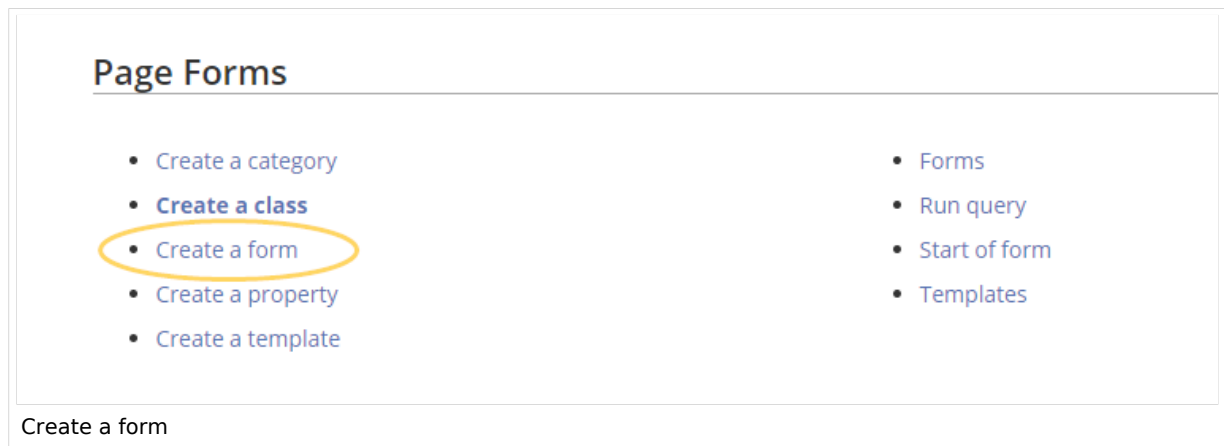 Page Forms
• Create a category
• Create a class
• Create a form
• Create a property
• Create a template
• Forms
• Run query
• Start of form
• Templates
Create a form